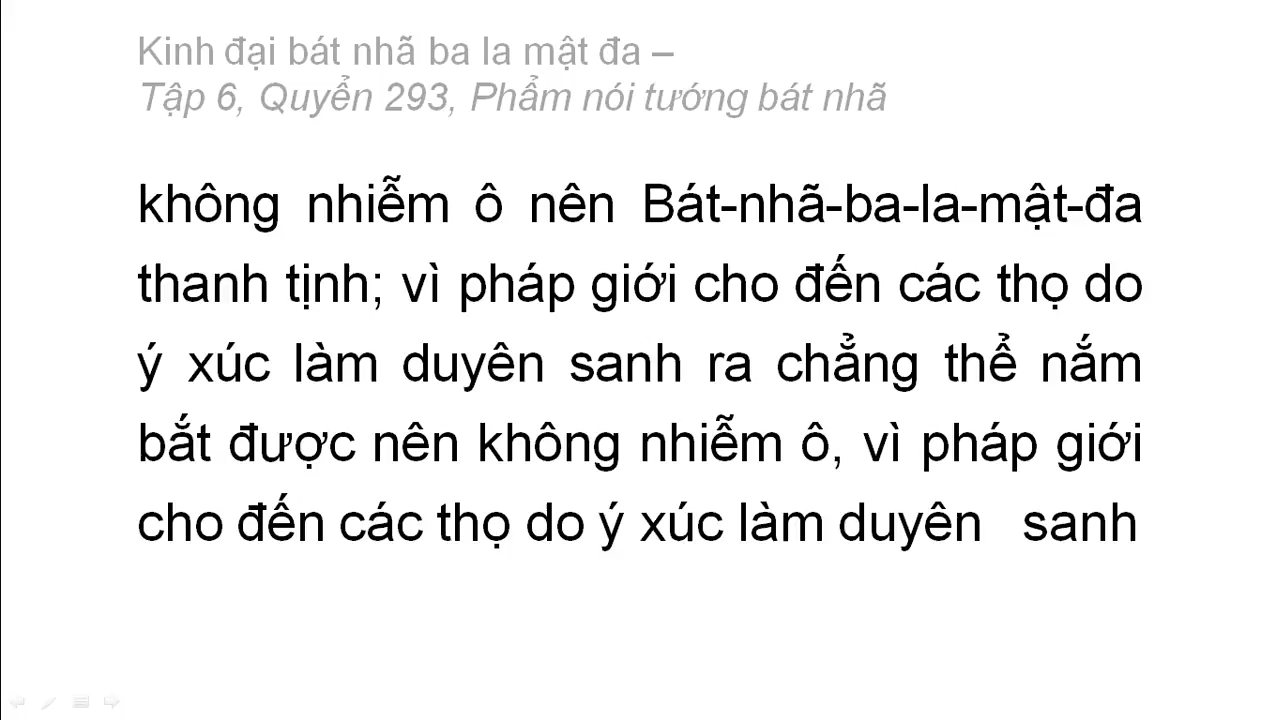 Kinh đại bát nhã ba la mật đa –
Tập 6, Quyển 293, Phẩm nói tướng bát nhã
không nhiễm ô nên Bát-nhã-ba-la-mật-đa
thanh tịnh; vì pháp giới cho đến các thọ do
ý xúc làm duyên sanh ra chẳng thể nắm
bắt được nên không nhiễm ô, vì pháp giới
cho đến các thọ do ý xúc làm duyên sanh